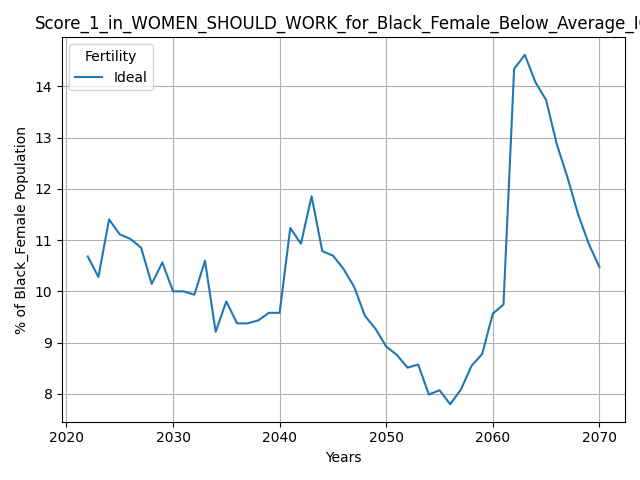 Score_1_in_WOMEN_SHOULD_WORK_for_Black_Female_Below_Average_I
Fertility
Ideal
% of Black_Female Population
14
13
12
11
10
9
8
2020 2030 2040 2050 2060 2070
Years